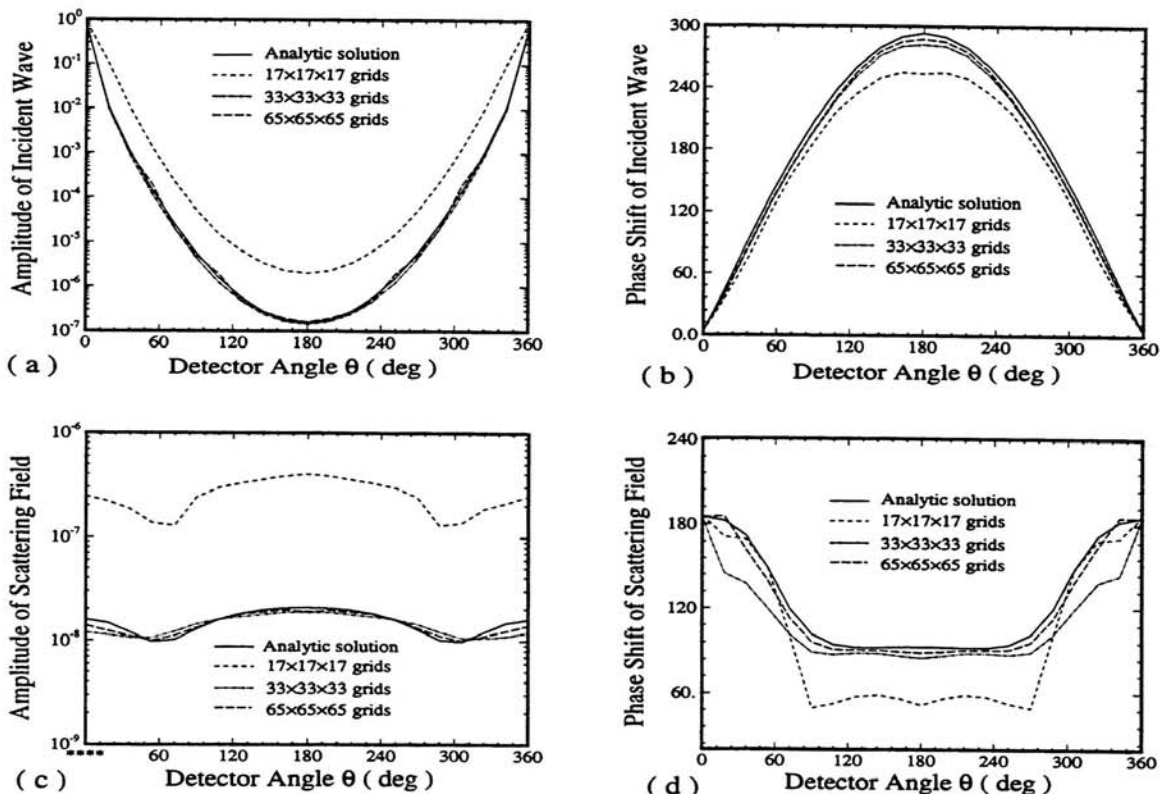 Amplitude of Incident Wave
10^0
10^-1
10^-2
10^-3
10^-4
10^-5
10^-6
10^-7
Analytic solution
17×17×17 grids
33×33×33 grids
65×65×65 grids
0 60 120 180 240 300 360
Detector Angle θ ( deg )
( a )
Phase Shift of Incident Wave
300
240
180
120
60.
0.0
Analytic solution
17×17×17 grids
33×33×33 grids
65×65×65 grids
0 60 120 180 240 300 360
Detector Angle θ ( deg )
( b )
Amplitude of Scattering Field
10^-6
10^-7
10^-8
10^-9
Analytic solution
17×17×17 grids
33×33×33 grids
65×65×65 grids
**** 60 120 180 240 300 360
Detector Angle θ ( deg )
( c )
Phase Shift of Scattering Field
240
180
120
60.
Analytic solution
17×17×17 grids
33×33×33 grids
65×65×65 grids
0 60 120 180 240 300 360
Detector Angle θ ( deg )
( d )